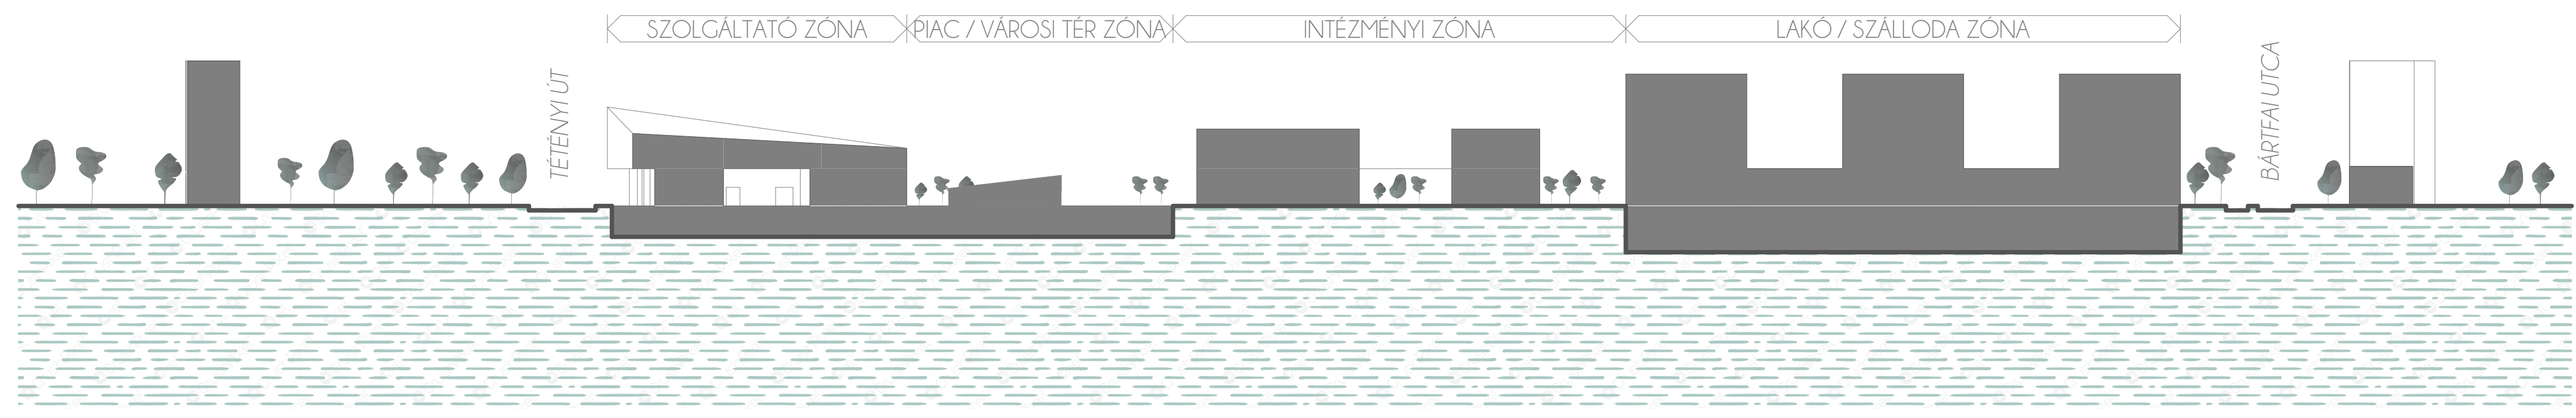 SZOLGÁLTATÓ ZÓNA
PIAC / VÁROSI TÉR ZÓNA
INTÉZMÉNYI ZÓNA
LAKÓ / SZÁLLODA ZÓNA
TÉTÉNYI ÚT
BÁRTFAI UTCA